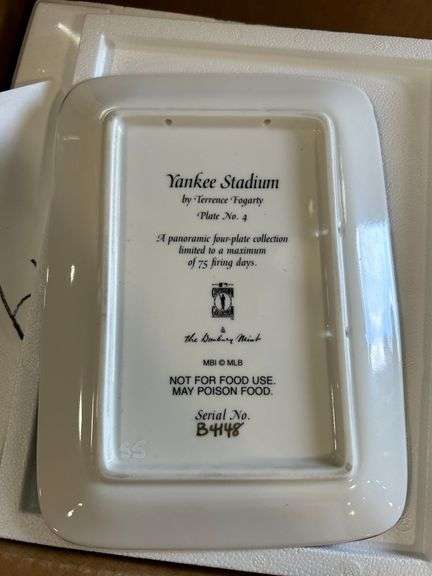 Yankee Stadium
by Terrence Fogarty
Plate No. 4
A panoramic four-plate collection
limited to a maximum
of 75 firing days.
&
the Danbury Mint
MBI © MLB
NOT FOR FOOD USE.
MAY POISON FOOD.
Serial No.
B4148